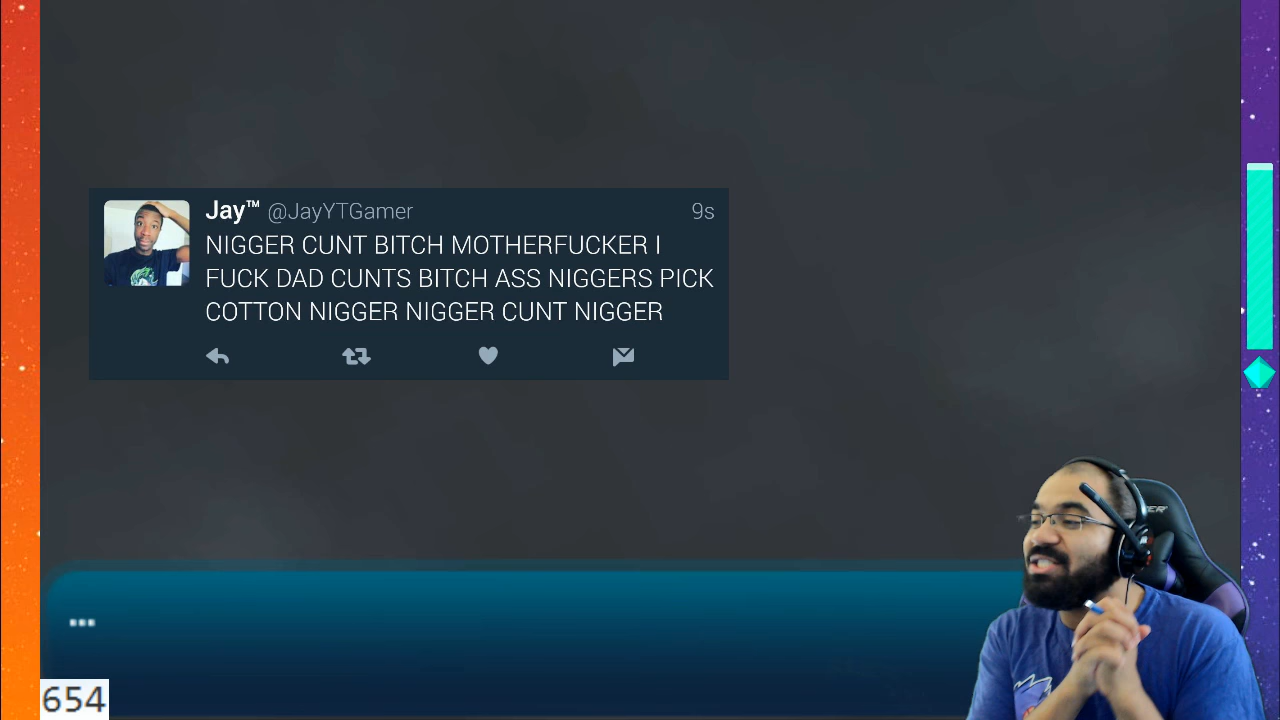 Jay™ @JayYTGamer 9s
NIGGER CUNT BITCH MOTHERFUCKER I
FUCK DAD CUNTS BITCH ASS NIGGERS PICK
COTTON NIGGER NIGGER CUNT NIGGER
...
654